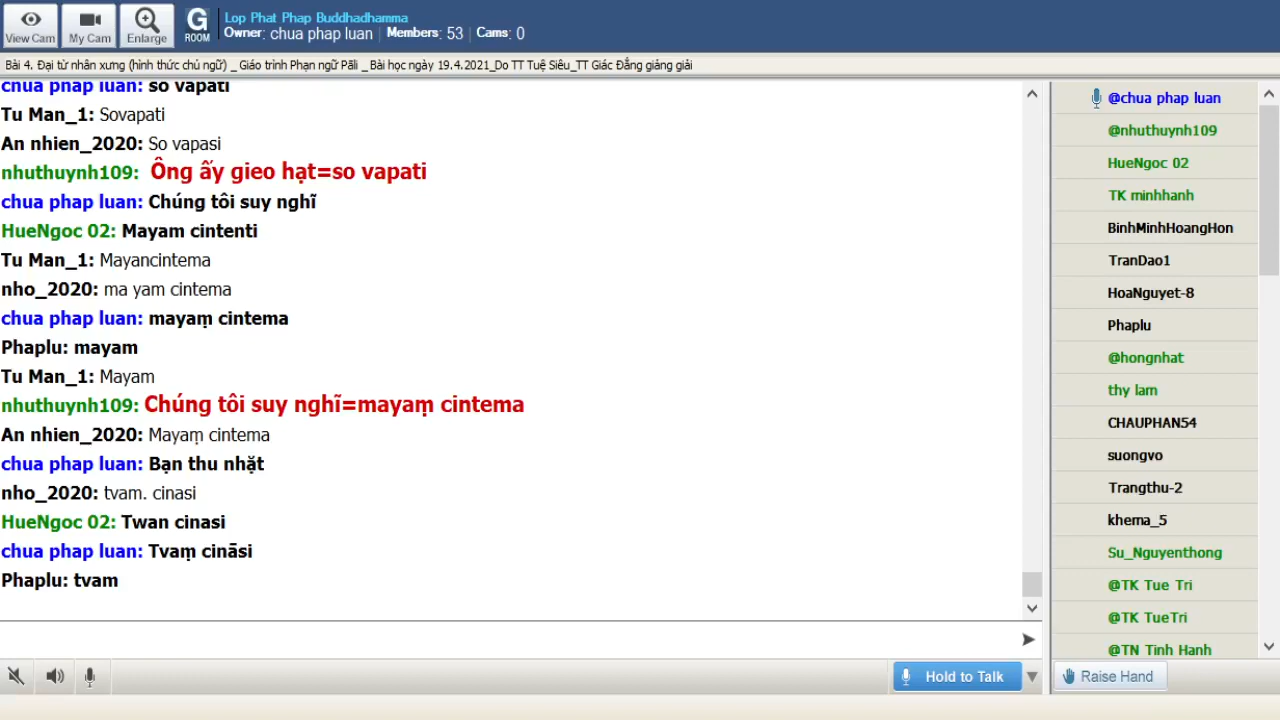 View Cam
My Cam
Enlarge
G
ROOM
Lop Phat Phap Buddhadhamma
Owner: chua phap luan | Members: 53 | Cams: 0
Bài 4. Đại từ nhân xưng (hình thức chủ ngữ) _ Giáo trình Phạn ngữ Pāli _ Bài học ngày 19.4.2021_Do TT Tuệ Siêu_TT Giác Đẳng giảng giải
chua phap luan: so vapati
Tu Man_1: Sovapati
An nhien_2020: So vapasi
nhuthuynh109: Ông ấy gieo hạt=so vapati
chua phap luan: Chúng tôi suy nghĩ
HueNgoc 02: Mayam cintenti
Tu Man_1: Mayancintema
nho_2020: ma yam cintema
chua phap luan: mayaṃ cintema
Phaplu: mayam
Tu Man_1: Mayam
nhuthuynh109: Chúng tôi suy nghĩ=mayaṃ cintema
An nhien_2020: Mayaṃ cintema
chua phap luan: Bạn thu nhặt
nho_2020: tvam. cinasi
HueNgoc 02: Twan cinasi
chua phap luan: Tvaṃ cināsi
Phaplu: tvam
@chua phap luan
@nhuthuynh109
HueNgoc 02
TK minhhanh
BinhMinhHoangHon
TranDao1
HoaNguyet-8
Phaplu
@hongnhat
thy lam
CHAUPHAN54
suongvo
Trangthu-2
khema_5
Su_Nguyenthong
@TK Tue Tri
@TK TueTri
@TN Tinh Hanh
Hold to Talk
Raise Hand